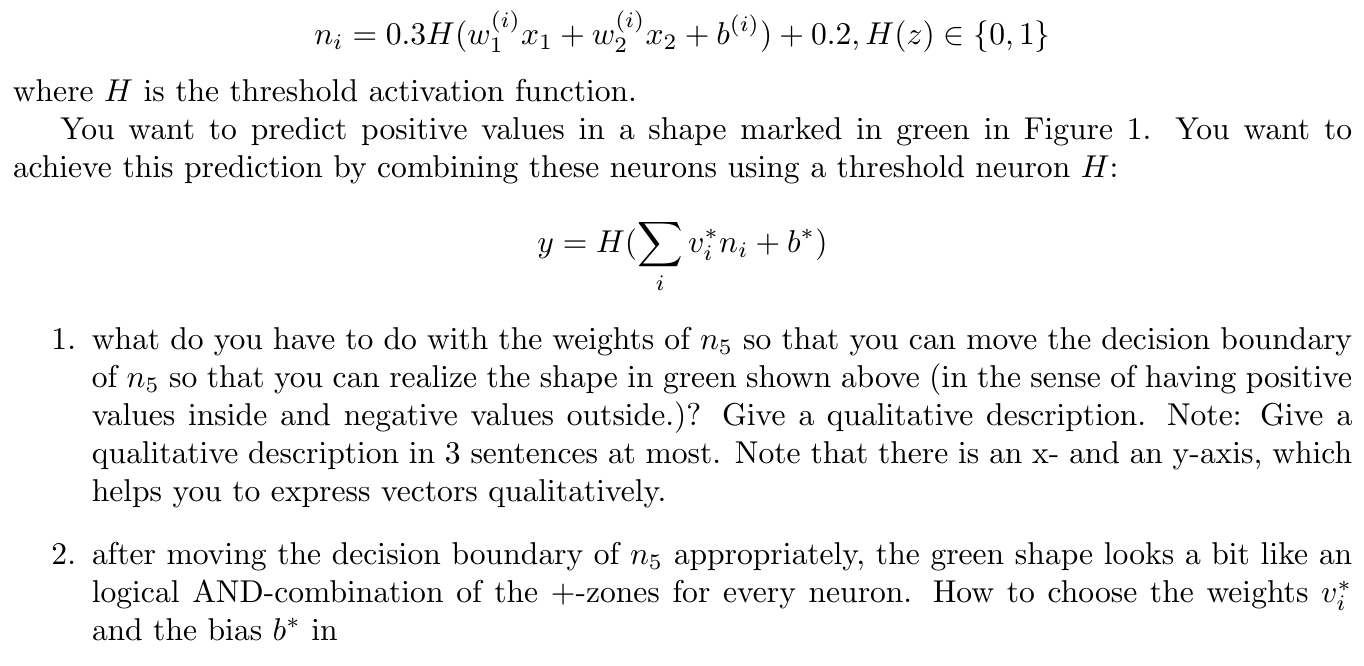 n_i = 0.3H(w_1^{(i)}x_1 + w_2^{(i)}x_2 + b^{(i)}) + 0.2, H(z) ∈ {0, 1}
where H is the threshold activation function.
You want to predict positive values in a shape marked in green in Figure 1. You want to
achieve this prediction by combining these neurons using a threshold neuron H:
y = H(∑_i v_i^* n_i + b^*)
1. what do you have to do with the weights of n_5 so that you can move the decision boundary
of n_5 so that you can realize the shape in green shown above (in the sense of having positive
values inside and negative values outside.)? Give a qualitative description. Note: Give a
qualitative description in 3 sentences at most. Note that there is an x- and an y-axis, which
helps you to express vectors qualitatively.
2. after moving the decision boundary of n_5 appropriately, the green shape looks a bit like an
logical AND-combination of the +-zones for every neuron. How to choose the weights v_i^*
and the bias b^* in